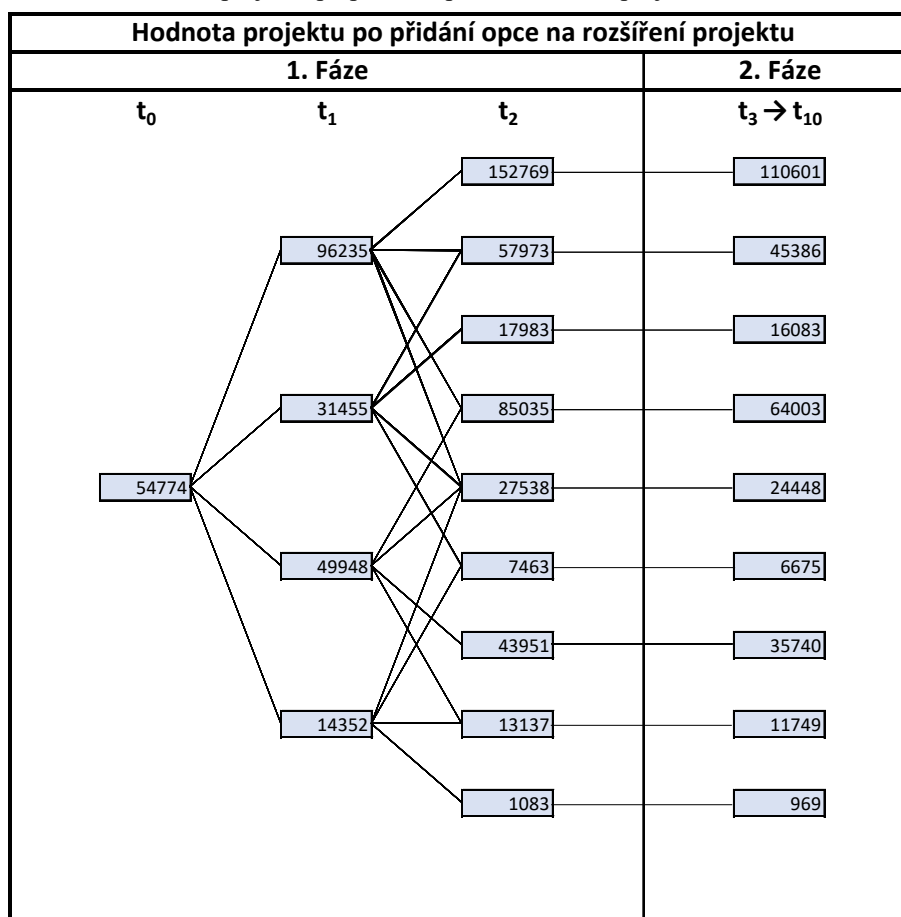 Hodnota projektu po přidání opce na rozšíření projektu
1. Fáze 2. Fáze
t0 t1 t2 t3 → t10
152769 110601
96235 57973 45386
17983 16083
31455 85035 64003
54774 27538 24448
49948 7463 6675
43951 35740
14352 13137 11749
1083 969